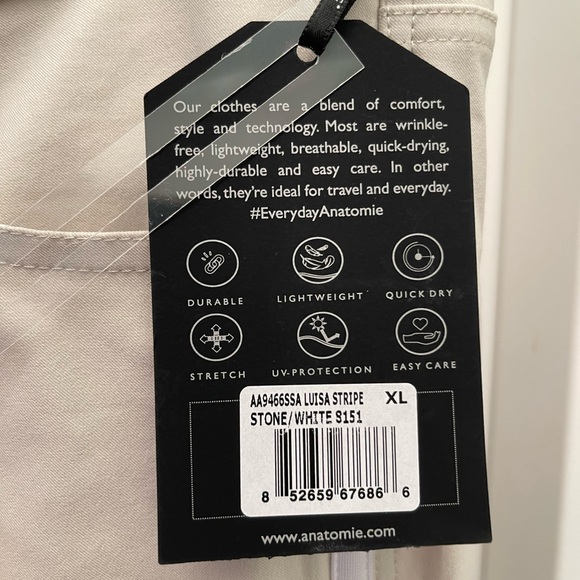 Our clothes are a blend of comfort,
style and technology. Most are wrinkle-
free, lightweight, breathable, quick-drying,
highly-durable and easy care. In other
words, they're ideal for travel and everyday.
#EverydayAnatomie
DURABLE LIGHTWEIGHT QUICK DRY
STRETCH UV-PROTECTION EASY CARE
AA9466SSA LUISA STRIPE XL
STONE/WHITE S151
8 52659 67686 6
www.anatomie.com